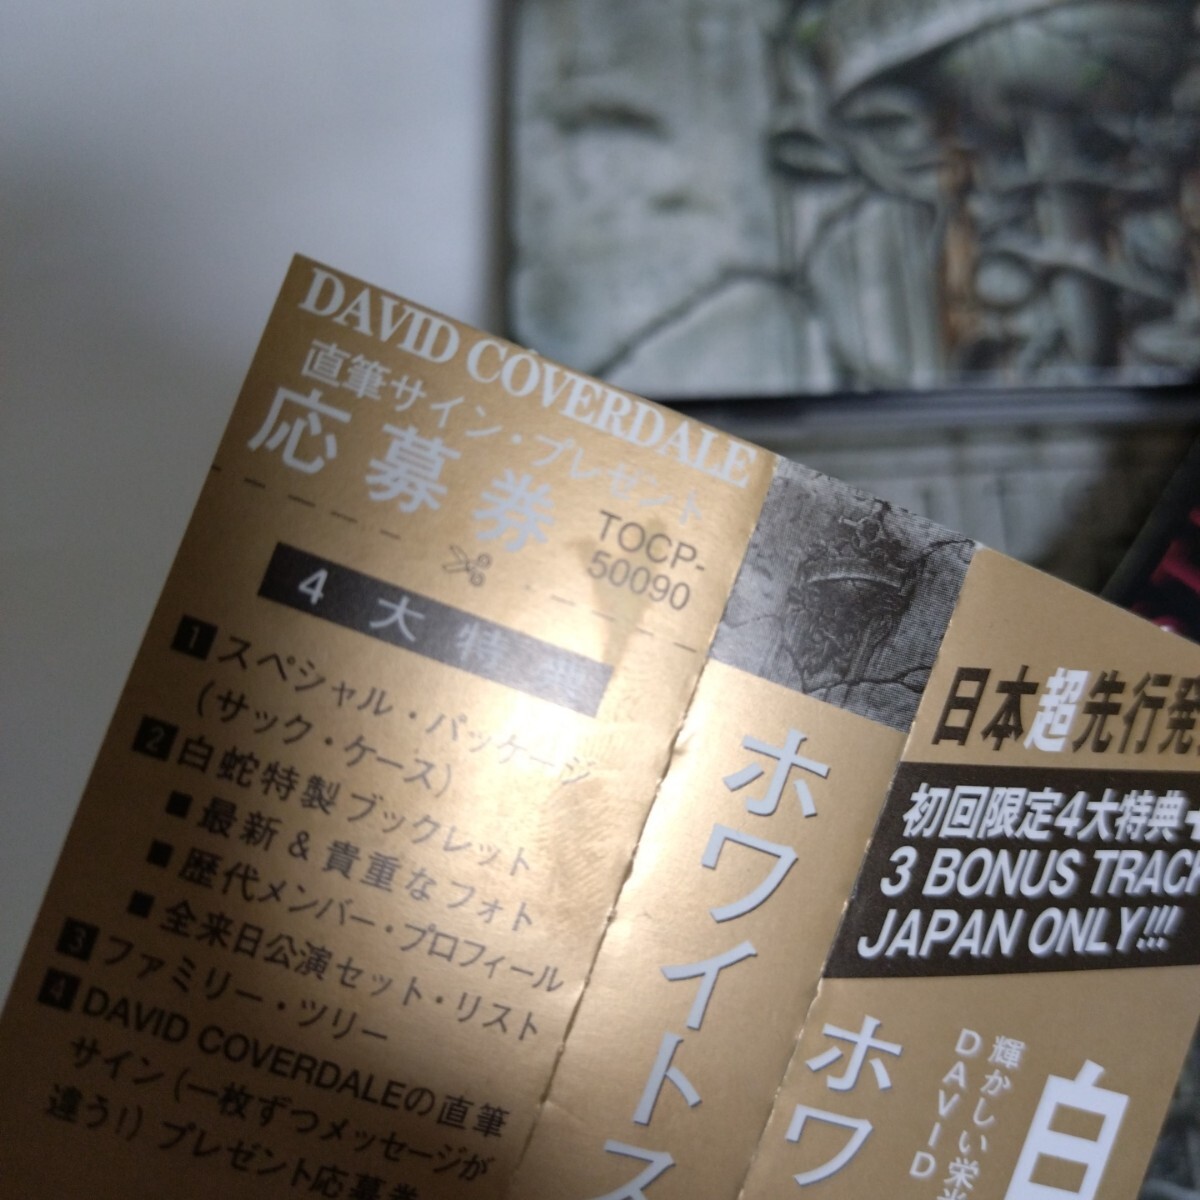 DAVID COVERDALE
直筆サイン・プレゼント
応募券
TOCP-
50090
4大特典
1 スペシャル・パッケージ
(サック・ケース)
2 白蛇特製ブックレット
■ 最新&貴重なフォト
■ 歴代メンバー・プロフィール
■ 全来日公演セット・リスト
3 ファミリー・ツリー
4 DAVID COVERDALEの直筆
サイン(一枚ずつメッセージが
違う!)プレゼント応募券
ホワイトス
日本超先行発
初回限定4大特典+
3 BONUS TRACK
JAPAN ONLY!!!
ホワ
輝かしい栄光
DAVID
白